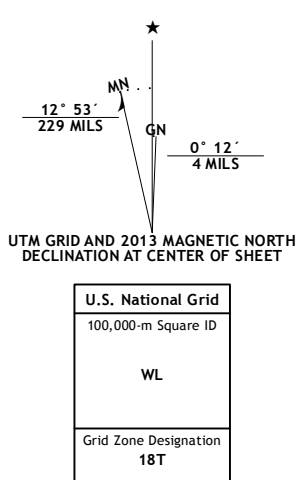 ★
MN
12° 53´
229 MILS
GN
0° 12´
4 MILS
UTM GRID AND 2013 MAGNETIC NORTH
DECLINATION AT CENTER OF SHEET
U.S. National Grid
100,000-m Square ID
WL
Grid Zone Designation
18T